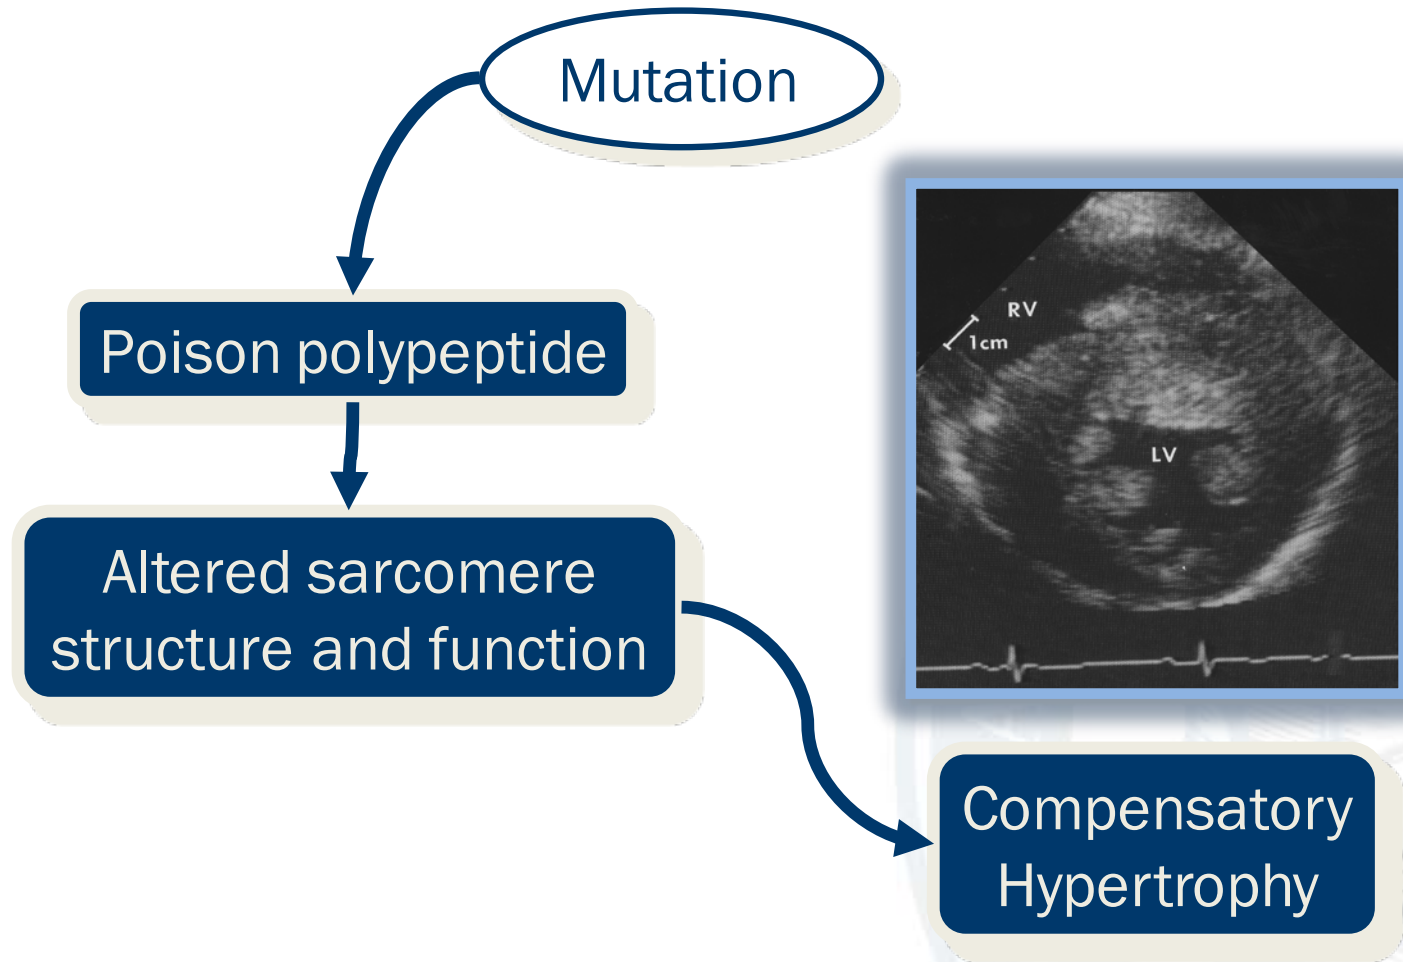 Mutation
Poison polypeptide
Altered sarcomere
structure and function
RV
1cm
LV
Compensatory
Hypertrophy